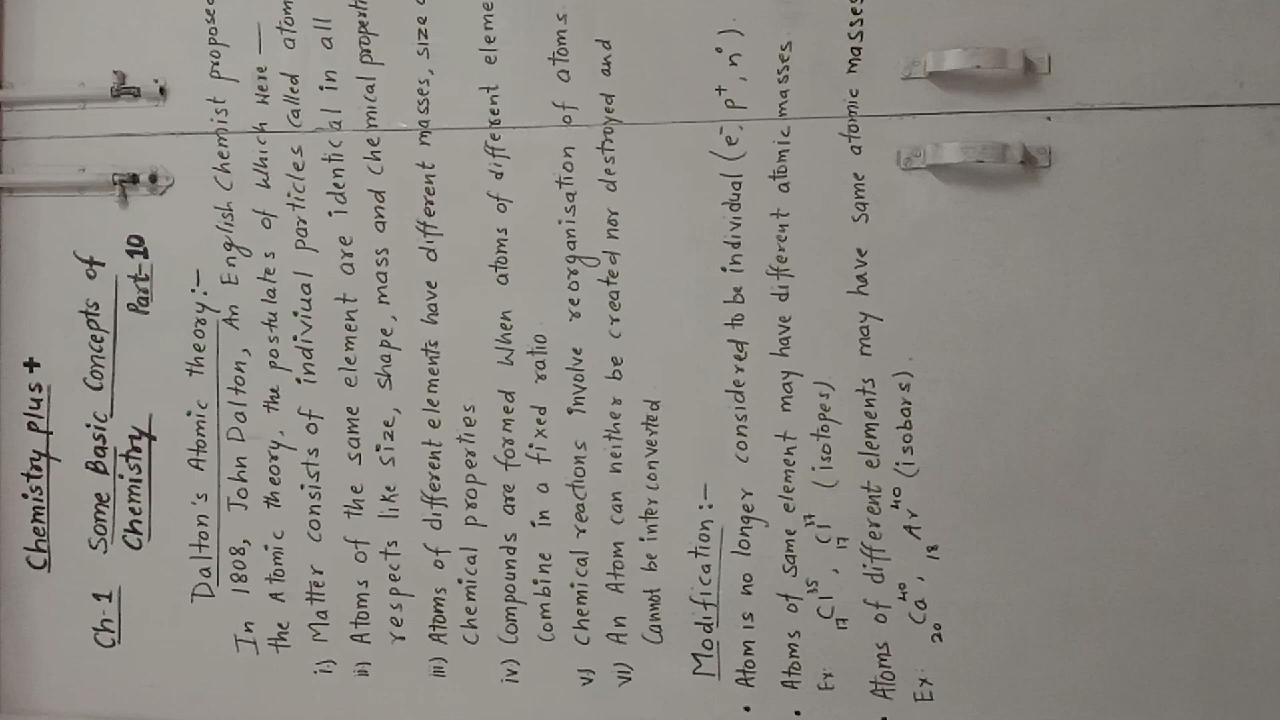 Chemistry plus +
Ch-1 Some Basic Concepts of
Chemistry Part-10
Dalton's Atomic theory:-
In 1808, John Dalton, An English Chemist propose
the Atomic theory, the postulates of which Here —
i) Matter consists of indiviual particles called atom
ii) Atoms of the same element are identical in all
respects like size, shape, mass and chemical
iii) Atoms of different elements have different masses, size
Chemical properties
iv) Compounds are formed When atoms of different eleme
Combine in a fixed ratio
v) Chemical reactions involve reorganisation of atoms
vi) An Atom can neither be created nor destroyed and
Cannot be interconverted
Modification:-
• Atom is no longer considered to be individual (e⁻, p⁺, n°).
• Atoms of same element may have different atomic masses
Ex: ₁₇Cl³⁵, ₁₇Cl³⁷ (isotopes)
• Atoms of different elements may have same atomic masses
Ex: ₂₀Ca⁴⁰, ₁₈Ar⁴⁰ (isobars).